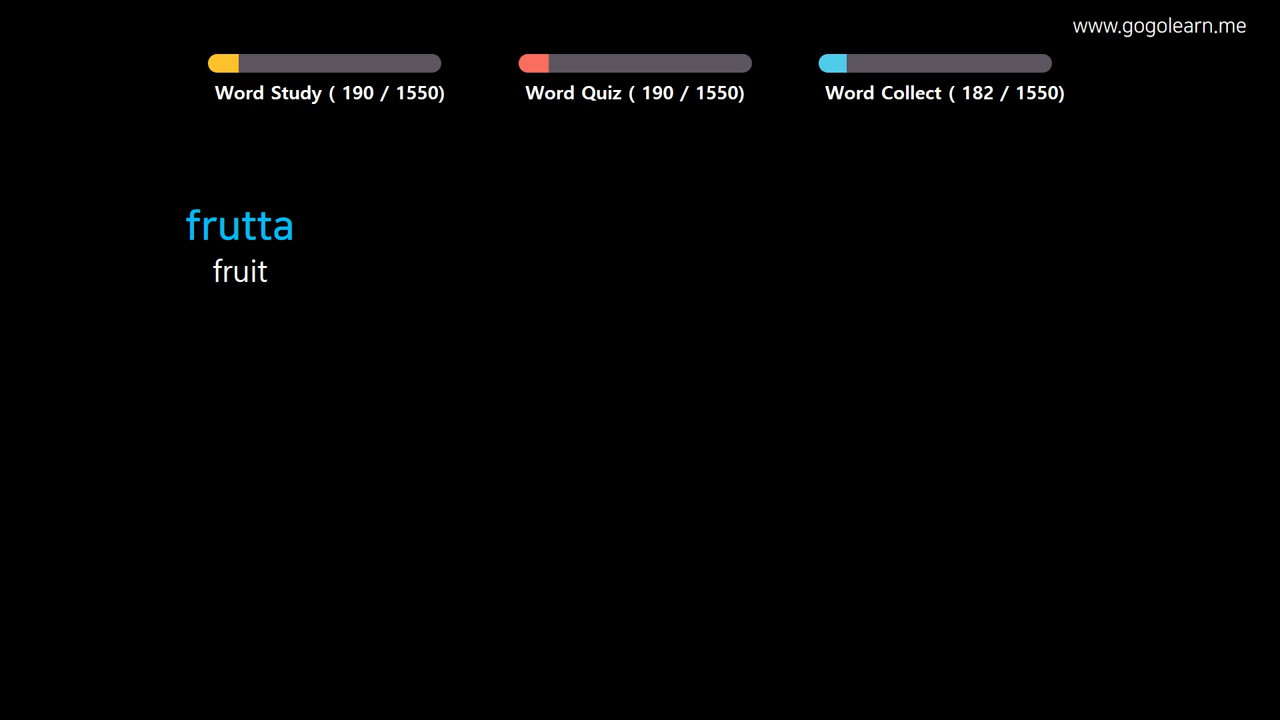 www.gogolearn.me
Word Study ( 190 / 1550)
Word Quiz ( 190 / 1550)
Word Collect ( 182 / 1550)
frutta
fruit